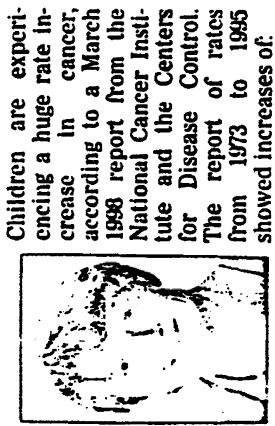 Children are experi-
encing a huge rate in-
crease in cancer,
according to a March
1998 report from the
National Cancer Insti-
tute and the Centers
for Disease Control.
The report of rates
from 1973 to 1995
showed increases of: